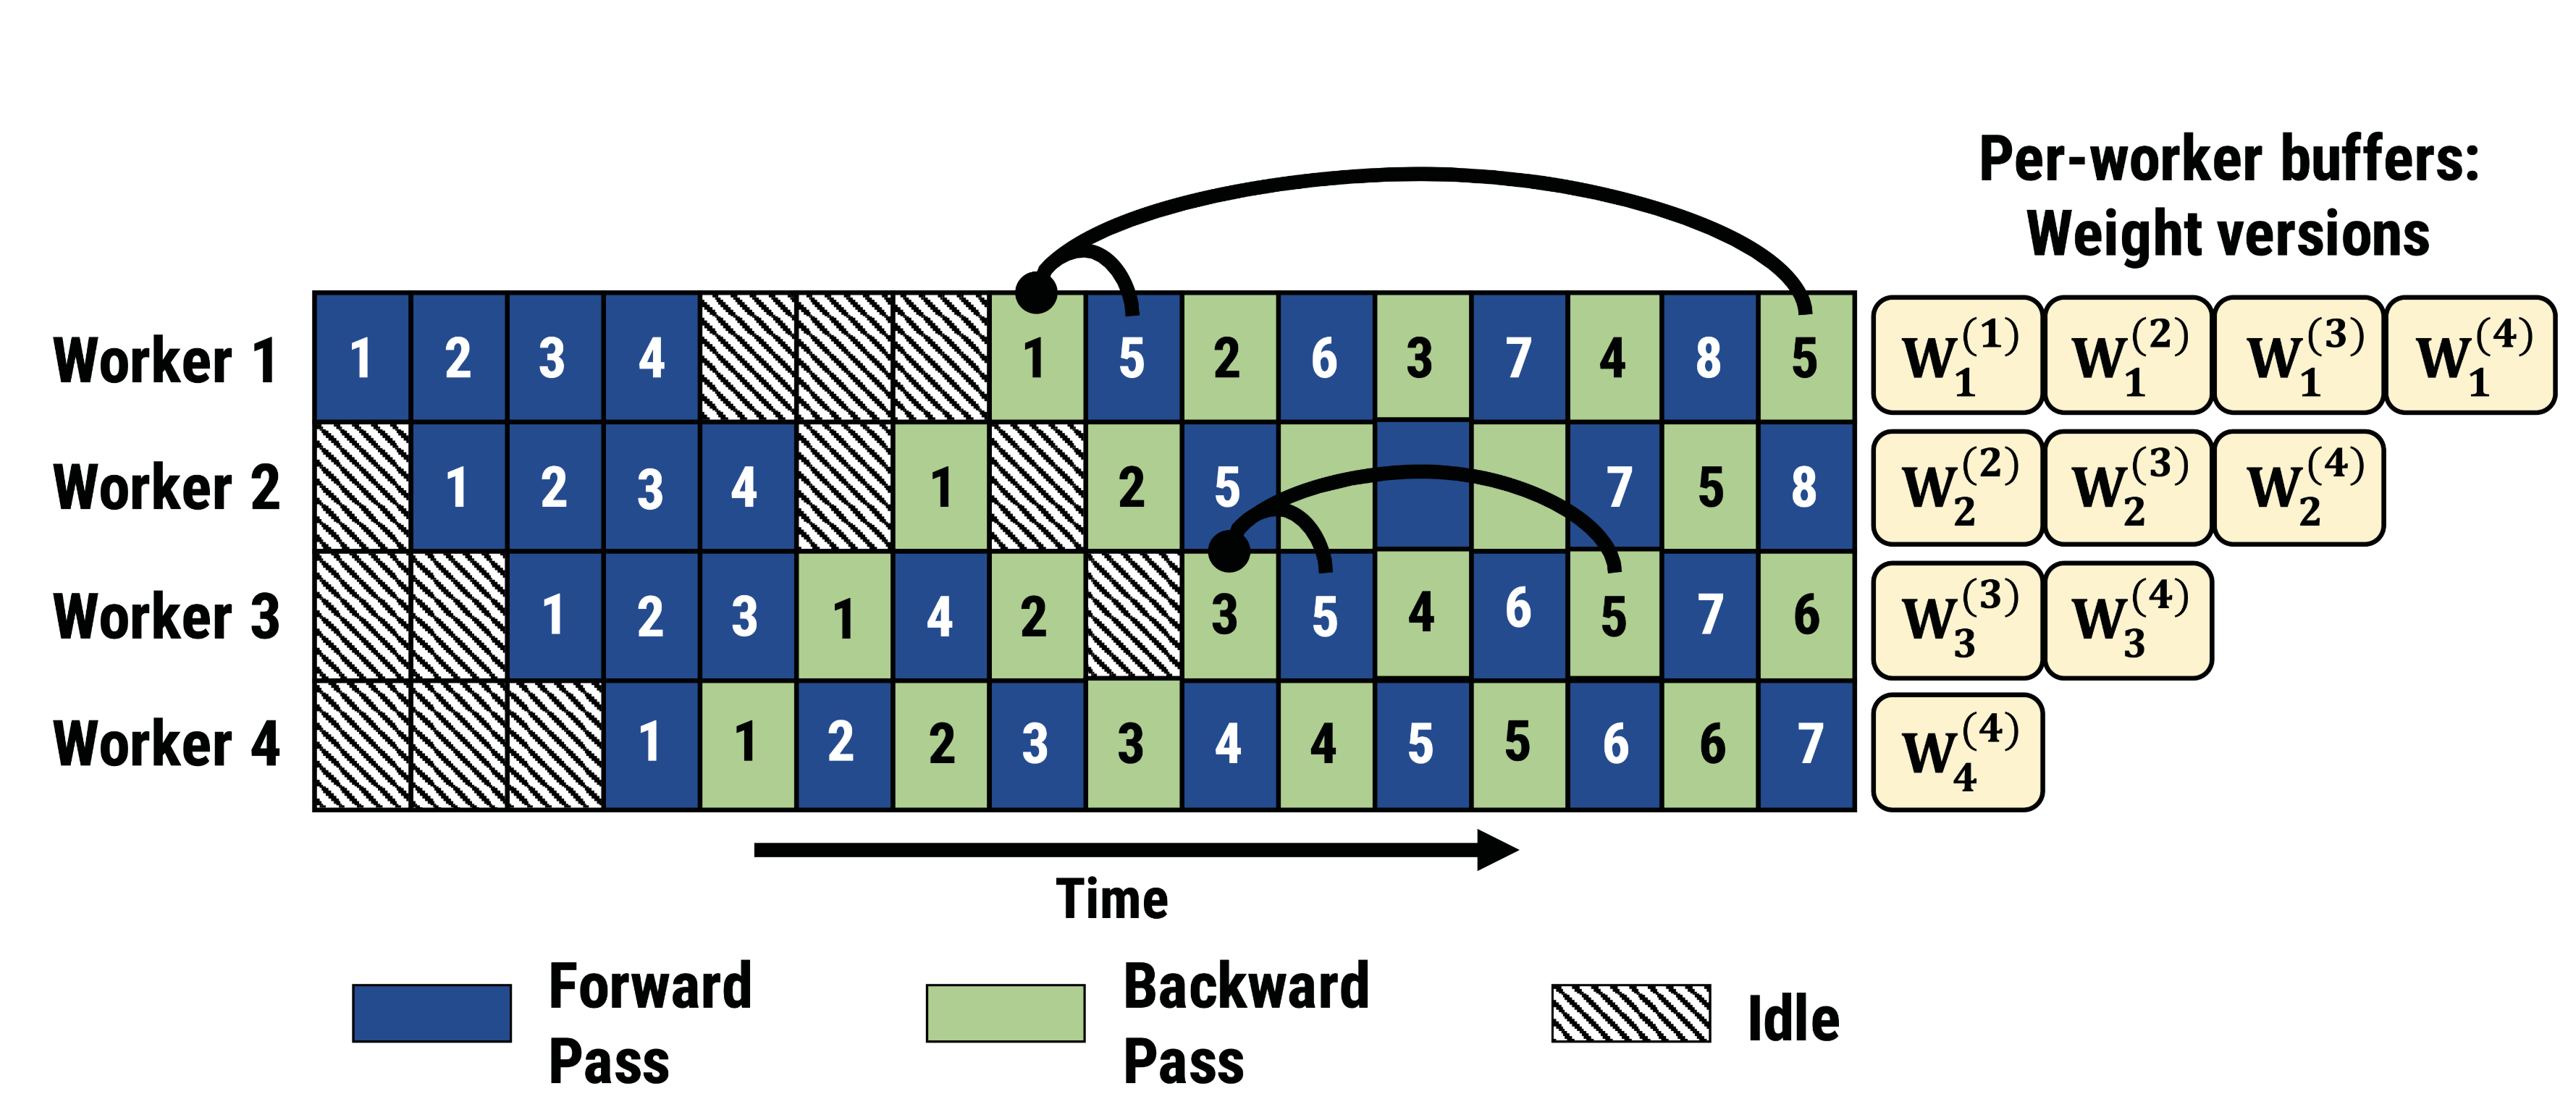 Per-worker buffers:
Weight versions
Worker 1 1 2 3 4 1 5 2 6 3 7 4 8 5 W₁⁽¹⁾ W₁⁽²⁾ W₁⁽³⁾ W₁⁽⁴⁾
Worker 2 1 2 3 4 1 2 5 7 5 8 W₂⁽²⁾ W₂⁽³⁾ W₂⁽⁴⁾
Worker 3 1 2 3 1 4 2 3 5 4 6 5 7 6 W₃⁽³⁾ W₃⁽⁴⁾
Worker 4 1 1 2 2 3 3 4 4 5 5 6 6 7 W₄⁽⁴⁾
Time
Forward Pass
Backward Pass
Idle